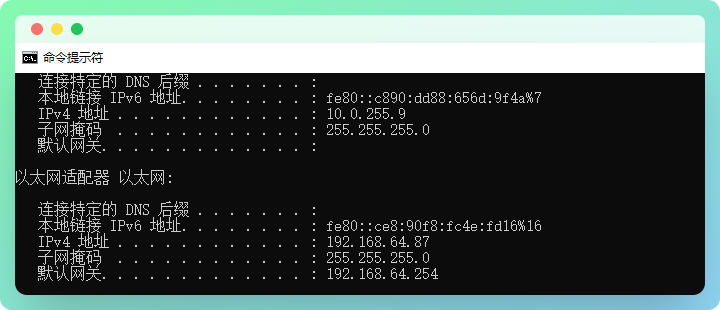 命令提示符
连接特定的 DNS 后缀 . . . . . . . :
本地链接 IPv6 地址. . . . . . . . : fe80::c890:dd88:656d:9f4a%7
IPv4 地址 . . . . . . . . . . . . : 10.0.255.9
子网掩码  . . . . . . . . . . . . : 255.255.255.0
默认网关. . . . . . . . . . . . . :
以太网适配器 以太网:
连接特定的 DNS 后缀 . . . . . . . :
本地链接 IPv6 地址. . . . . . . . : fe80::ce8:90f8:fc4e:fd16%16
IPv4 地址 . . . . . . . . . . . . : 192.168.64.87
子网掩码  . . . . . . . . . . . . : 255.255.255.0
默认网关. . . . . . . . . . . . . : 192.168.64.254